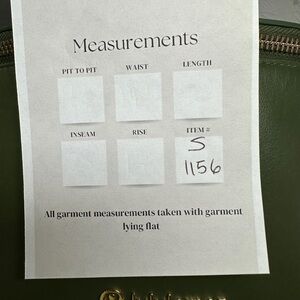 Measurements
PIT TO PIT WAIST LENGTH
INSEAM RISE ITEM #
S
1156
All garment measurements taken with garment
lying flat